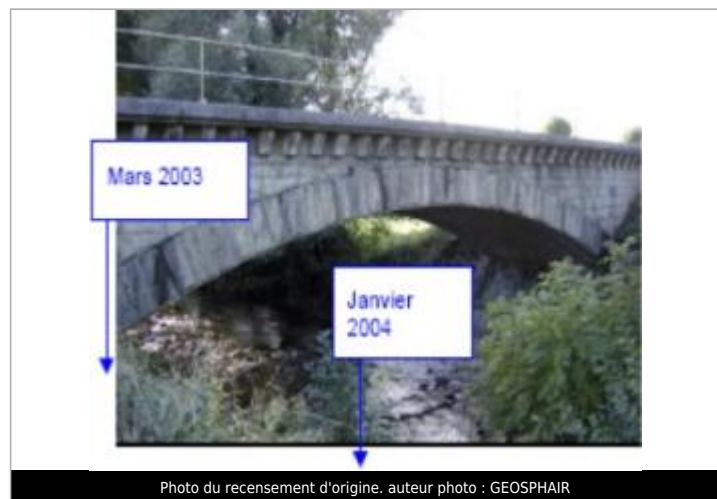 Mars 2003
Janvier
2004
Photo du recensement d'origine. auteur photo : GEOSPHAIR